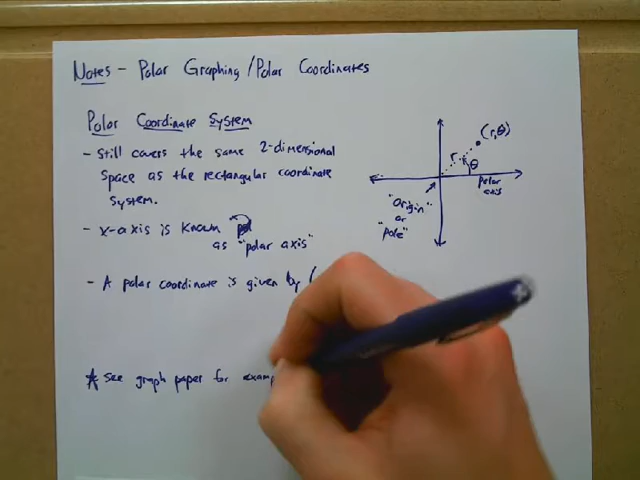 Notes - Polar Graphing / Polar Coordinates
Polar Coordinate System
- Still covers the same 2-dimensional
space as the rectangular coordinate
system.
- x-axis is known
as "polar axis"
- A polar coordinate is given by (
* See graph paper for examp
(r,θ)
r
θ
polar
axis
"origin"
or
"pole"